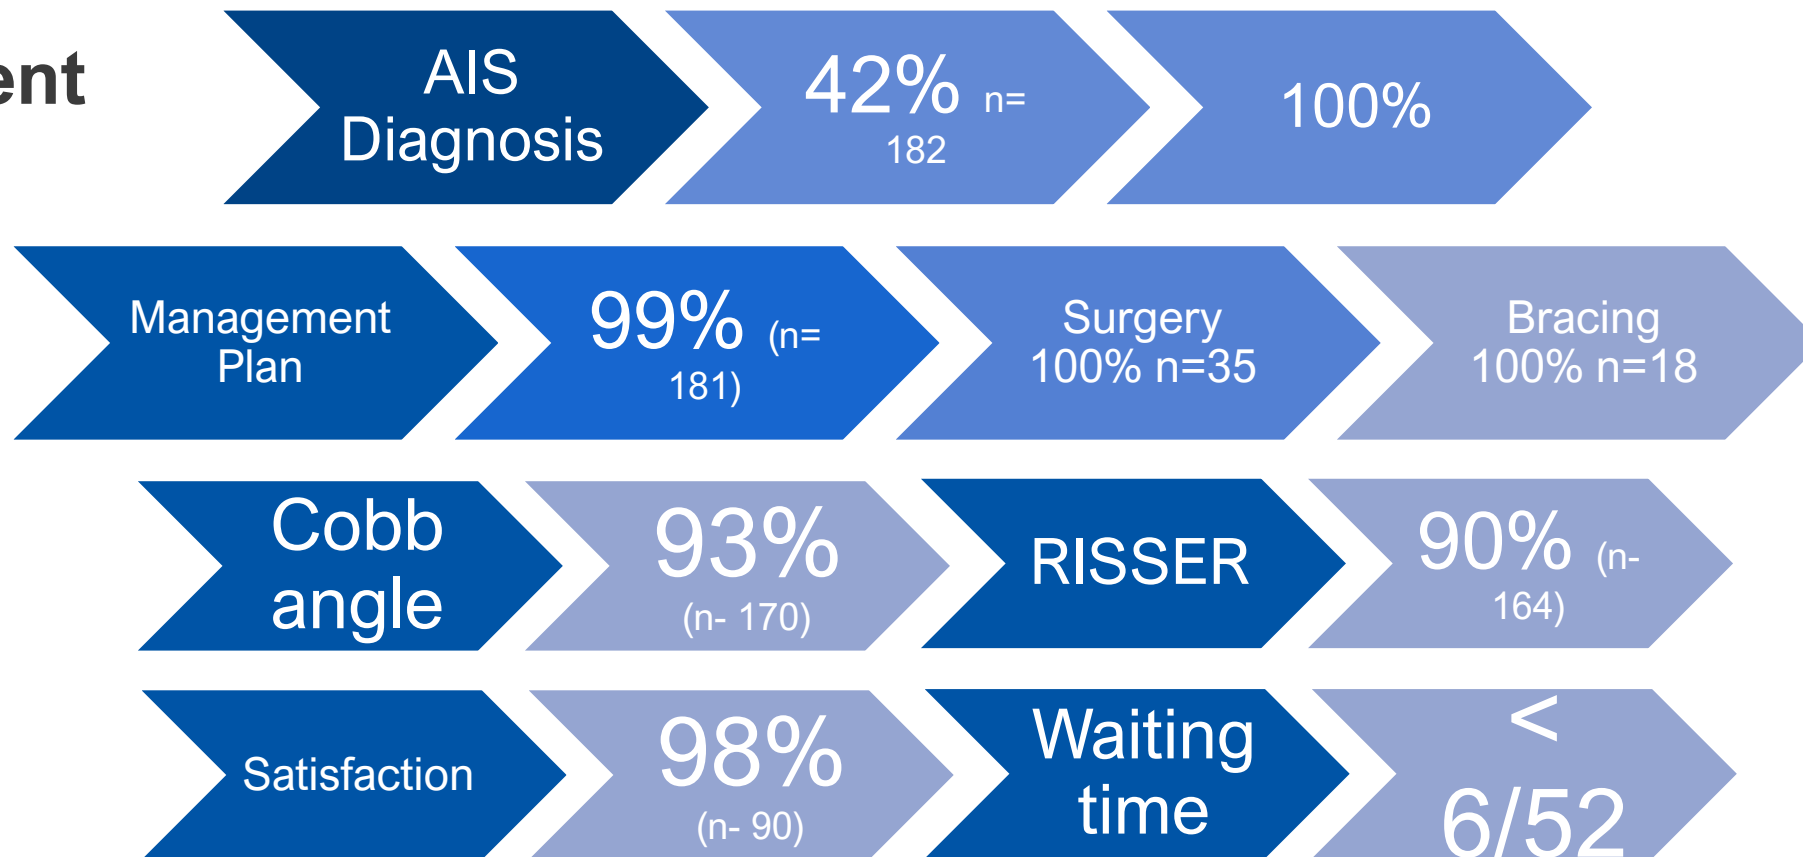 ent
AIS
Diagnosis
42% n=
182
100%
Management
Plan
99% (n=
181)
Surgery
100% n=35
Bracing
100% n=18
Cobb
angle
93%
(n- 170)
RISSER
90% (n-
164)
Satisfaction
98%
(n- 90)
Waiting
time
<
6/52